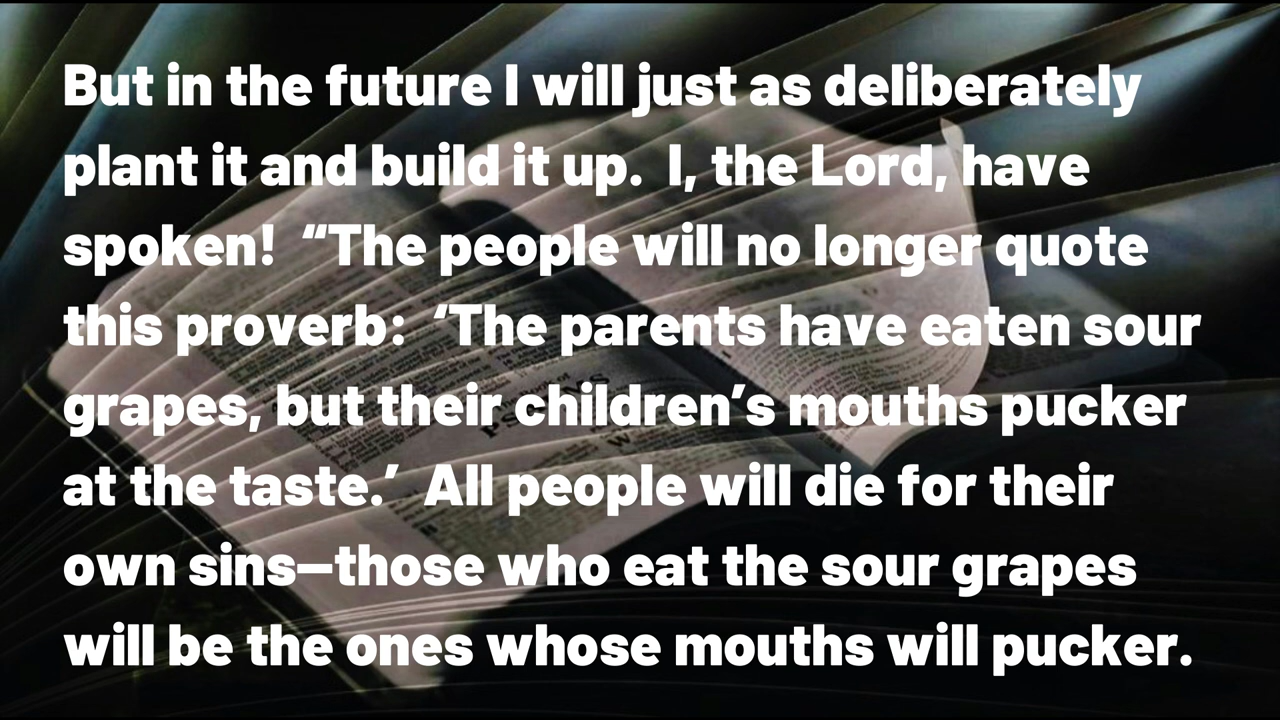 But in the future I will just as deliberately
plant it and build it up. I, the Lord, have
spoken! “The people will no longer quote
this proverb: ‘The parents have eaten sour
grapes, but their children’s mouths pucker
at the taste.’ All people will die for their
own sins—those who eat the sour grapes
will be the ones whose mouths will pucker.